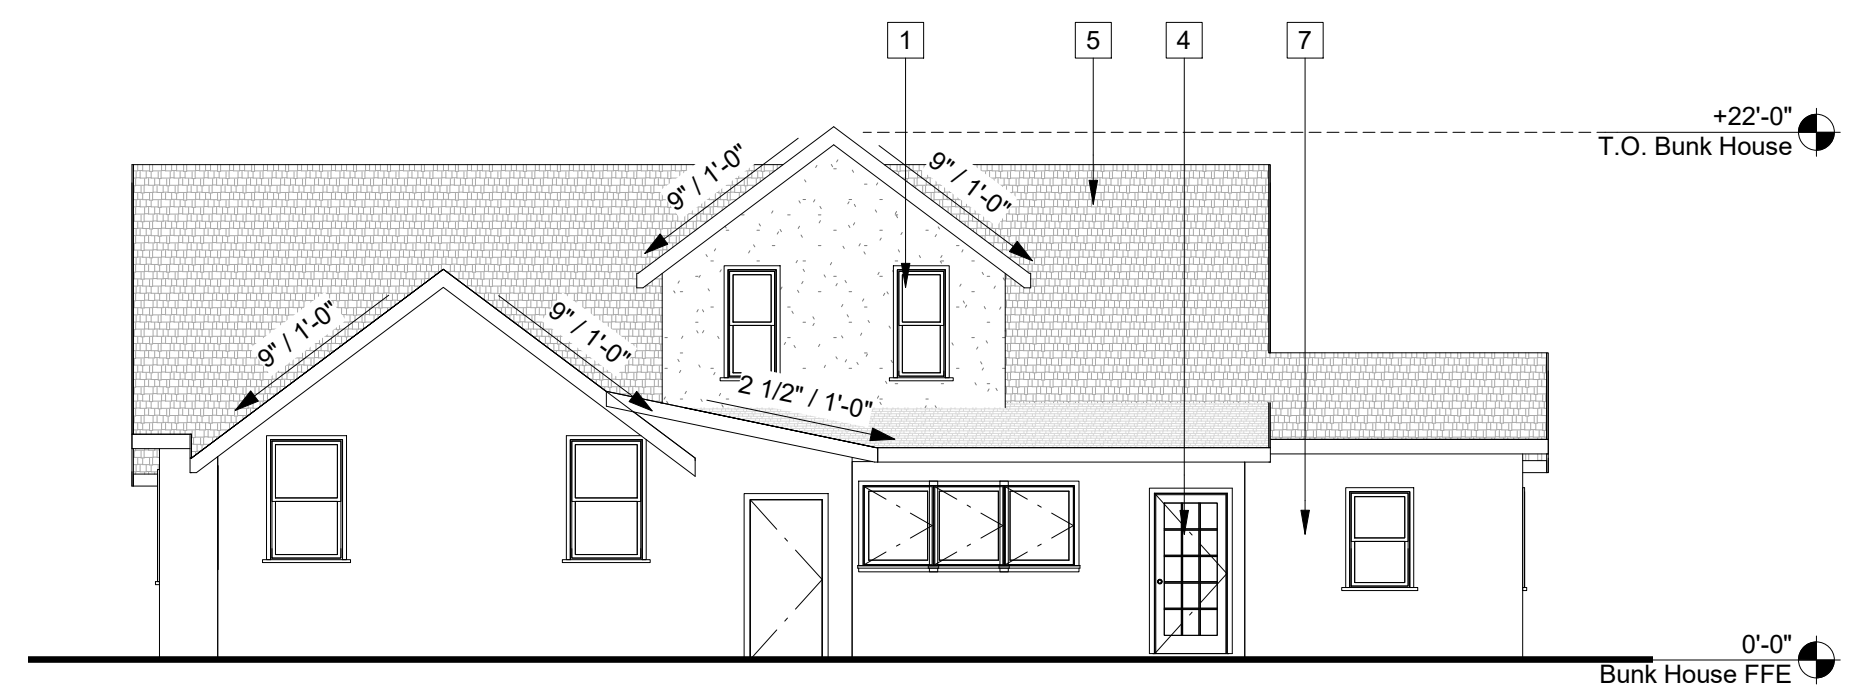 1
5
4
7
+22'-0"
T.O. Bunk House
9" / 1'-0"
9" / 1'-0"
9" / 1'-0"
9" / 1'-0"
2 1/2" / 1'-0"
0'-0"
Bunk House FFE